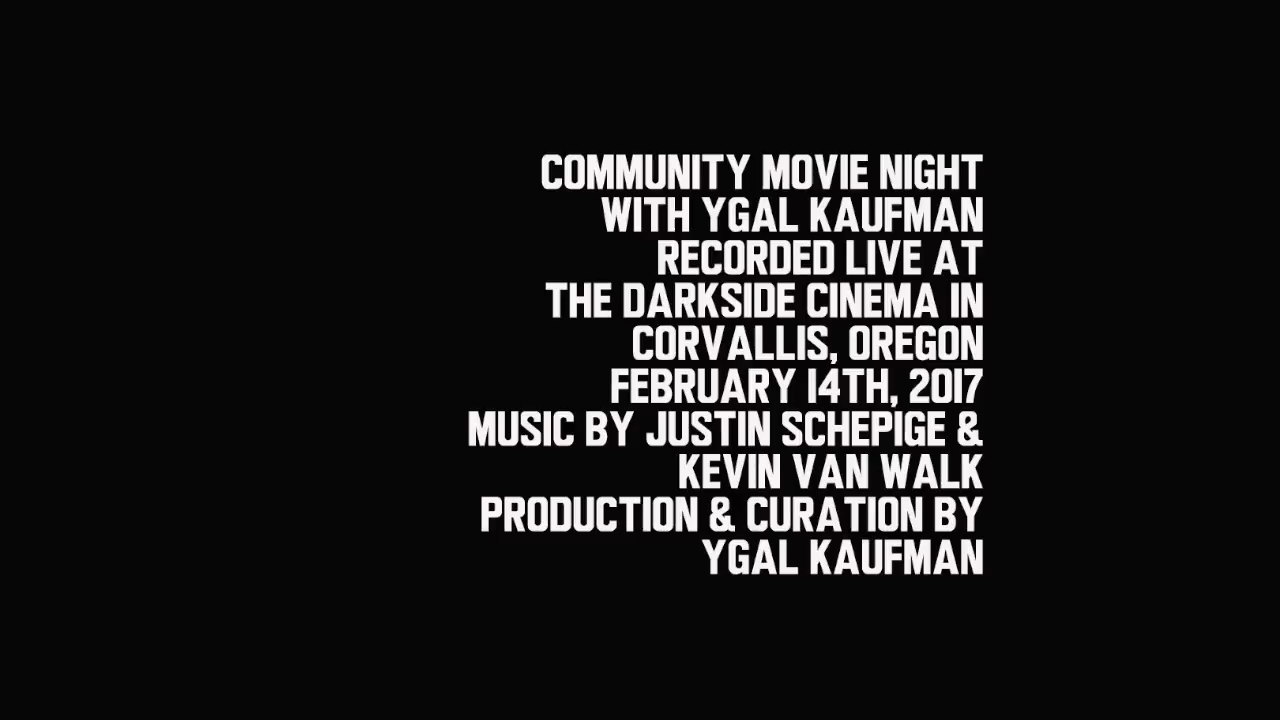 COMMUNITY MOVIE NIGHT
WITH YGAL KAUFMAN
RECORDED LIVE AT
THE DARKSIDE CINEMA IN
CORVALLIS, OREGON
FEBRUARY 14TH, 2017
MUSIC BY JUSTIN SCHEPIGE &
KEVIN VAN WALK
PRODUCTION & CURATION BY
YGAL KAUFMAN